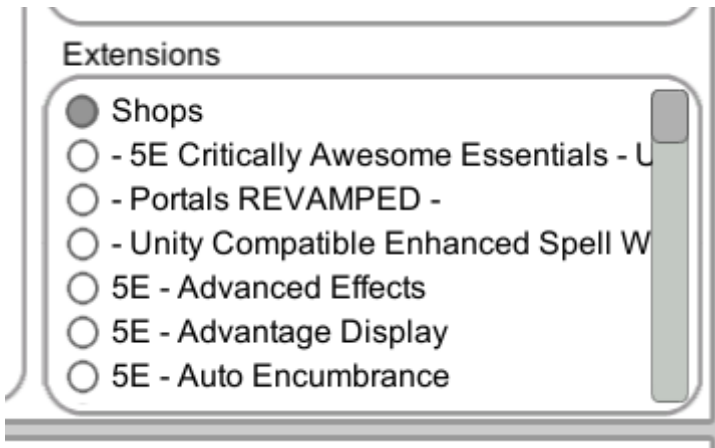 Extensions
Shops
- 5E Critically Awesome Essentials - U
- Portals REVAMPED -
- Unity Compatible Enhanced Spell W
5E - Advanced Effects
5E - Advantage Display
5E - Auto Encumbrance